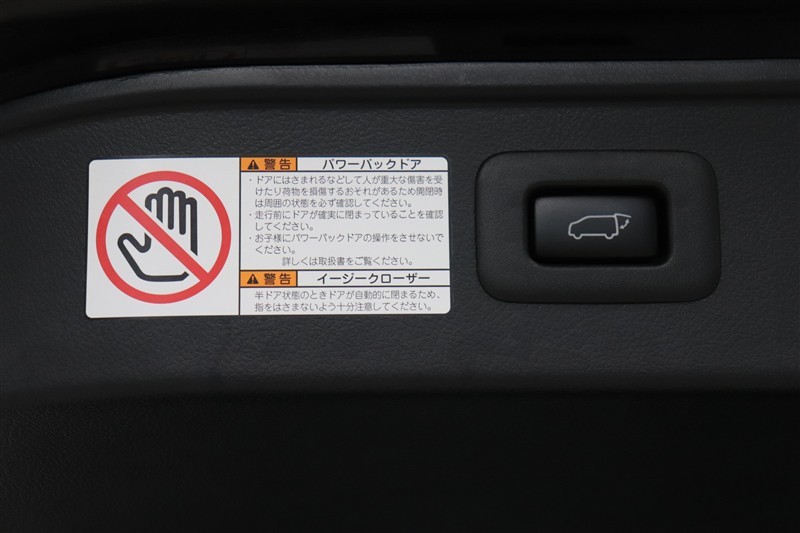 警告 パワーバックドア
・ドアにはさまれるなどして人が重大な傷害を受
けたり荷物を損傷するおそれがあるため開閉時
は周囲の状態を必ず確認してください。
・走行前にドアが確実に閉まっていることを確認
してください。
・お子様にパワーバックドアの操作をさせないで
ください。
詳しくは取扱書をご覧ください。
警告 イージークローザー
半ドア状態のときドアが自動的に閉まるため、
指をはさまないよう十分注意してください。